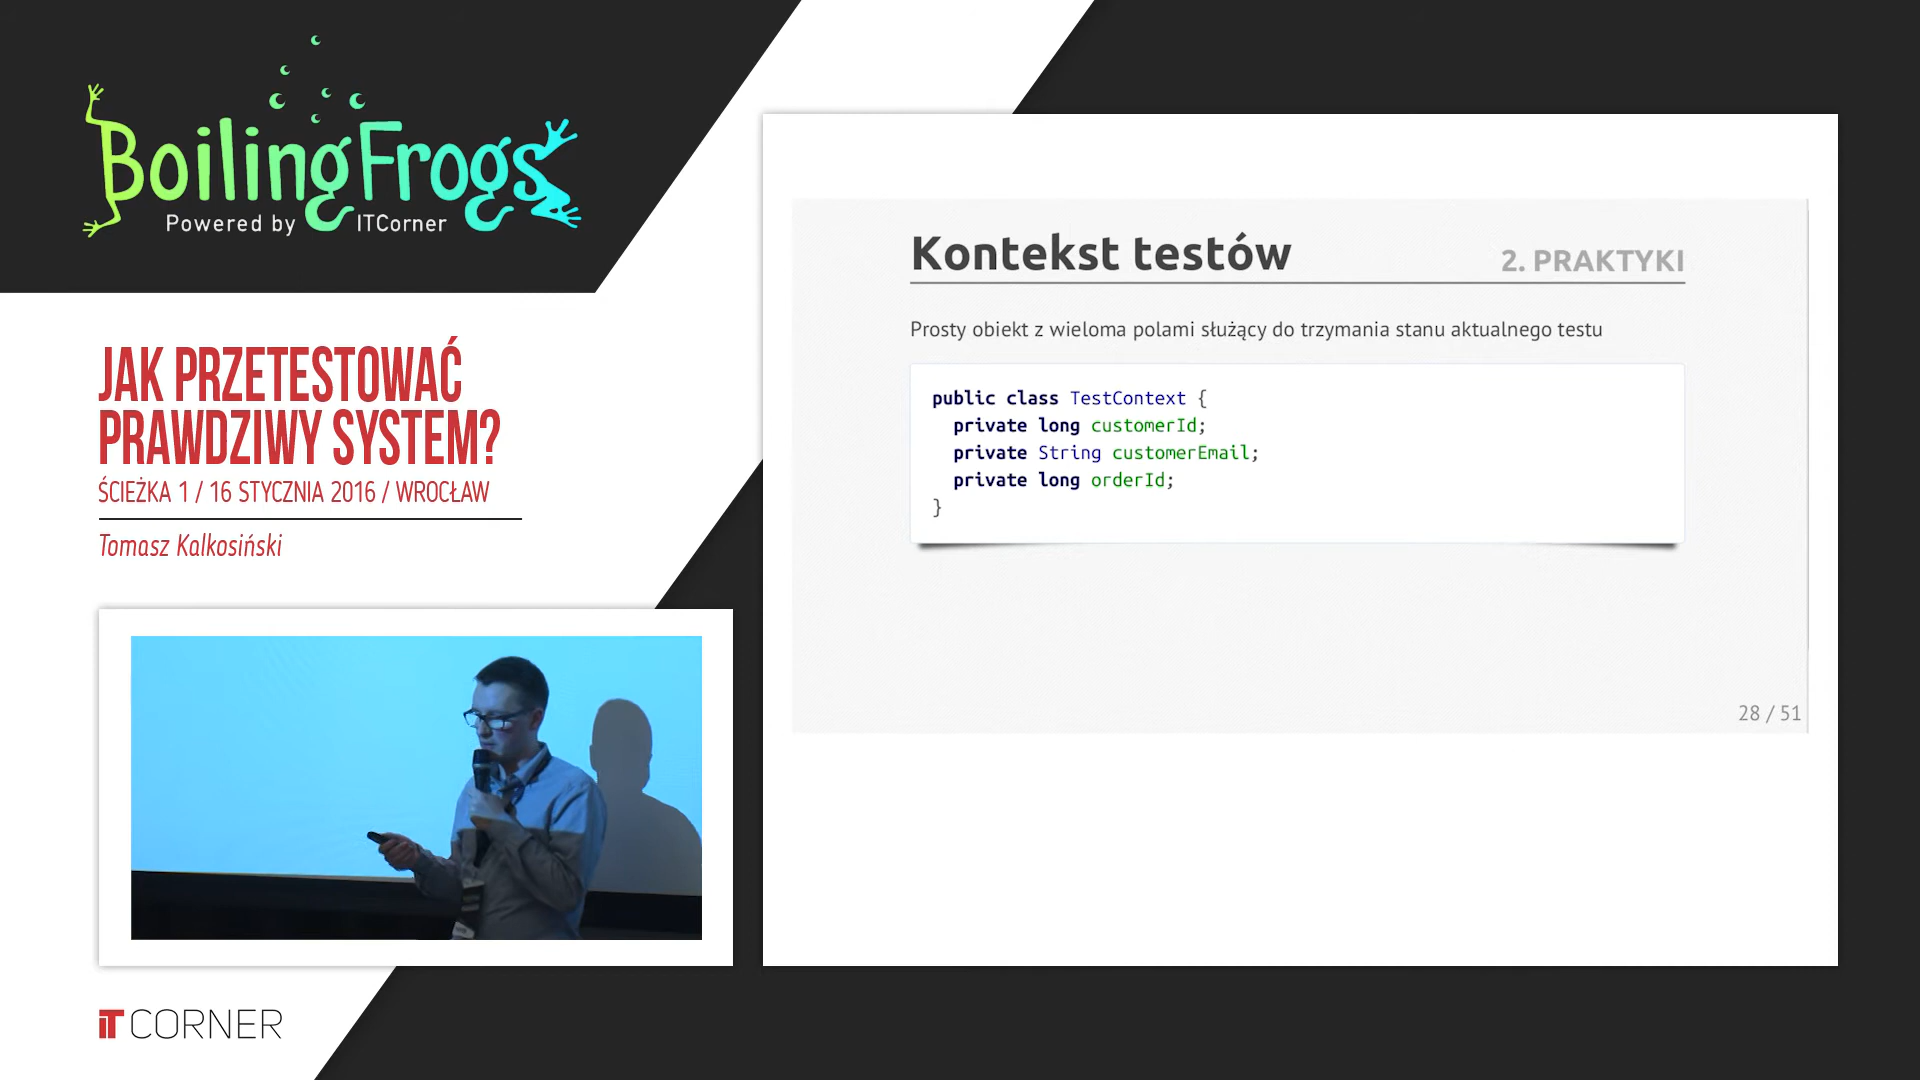 BoilingFrogs
Powered by ITCorner
JAK PRZETESTOWAĆ
PRAWDZIWY SYSTEM?
ŚCIEŻKA 1 / 16 STYCZNIA 2016 / WROCŁAW
Tomasz Kalkosiński
IT CORNER
Kontekst testów
2. PRAKTYKI
Prosty obiekt z wieloma polami służący do trzymania stanu aktualnego testu
public class TestContext {
private long customerId;
private String customerEmail;
private long orderId;
}
28 / 51